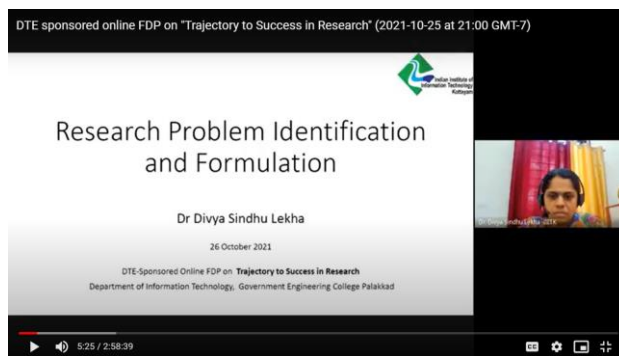 DTE sponsored online FDP on "Trajectory to Success in Research" (2021-10-25 at 21:00 GMT-7)
Indian Institute of
Information Technology
Kottayam
Research Problem Identification
and Formulation
Dr Divya Sindhu Lekha
26 October 2021
DTE-Sponsored Online FDP on Trajectory to Success in Research
Department of Information Technology, Government Engineering College Palakkad
Dr Divya Sindhu Lekha IIITK
5:25 / 2:58:39
CC